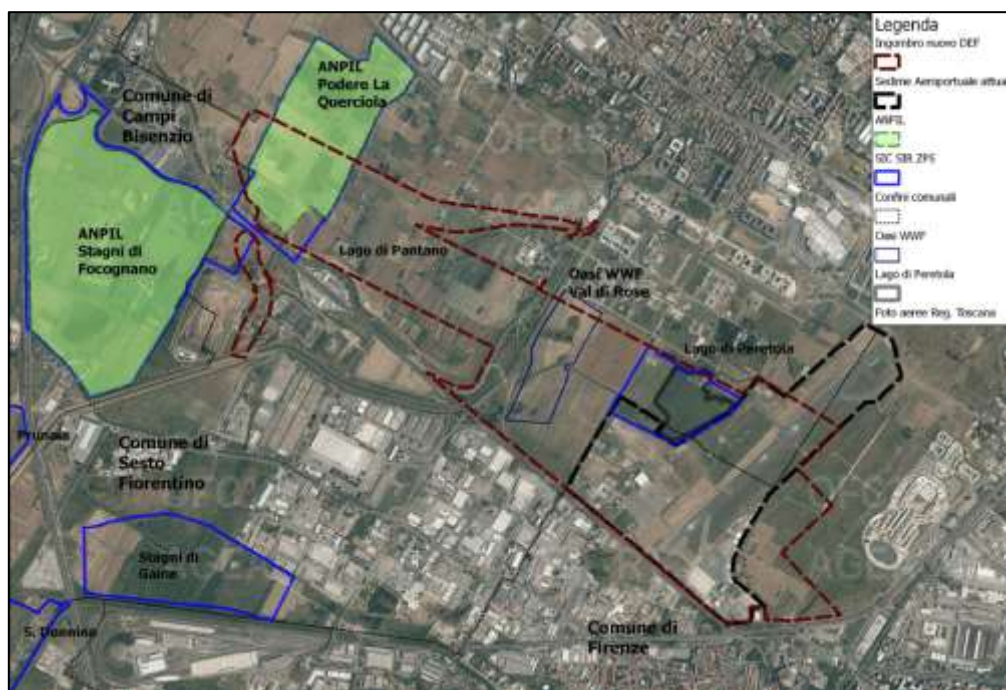 ANPIL
Podere La
Querciola
Comune di
Campi
Bisenzio
ANPIL
Stagni di
Focognano
Lago di Pantano
Oasi WWF
Val di Rose
Lago di Peretola
Prunaia
Comune di
Sesto
Fiorentino
Stagni di
Gaine
S. Donnino
Comune di
Firenze
Legenda
Ingombro nuovo DEF
Sedime Aeroportuale attua
ANPIL
SIC SIR ZPS
Confini comunali
Oasi WWF
Lago di Peretola
Foto aeree Reg. Toscana